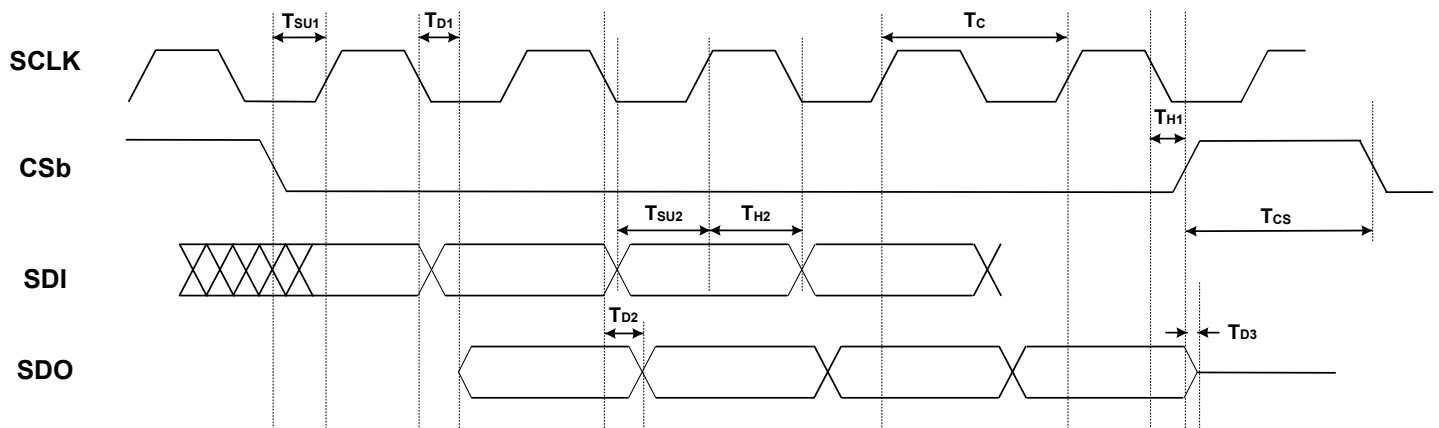 TSU1 TD1 TC
SCLK
TH1
CSb
TSU2 TH2 TCS
SDI
TD2 TD3
SDO